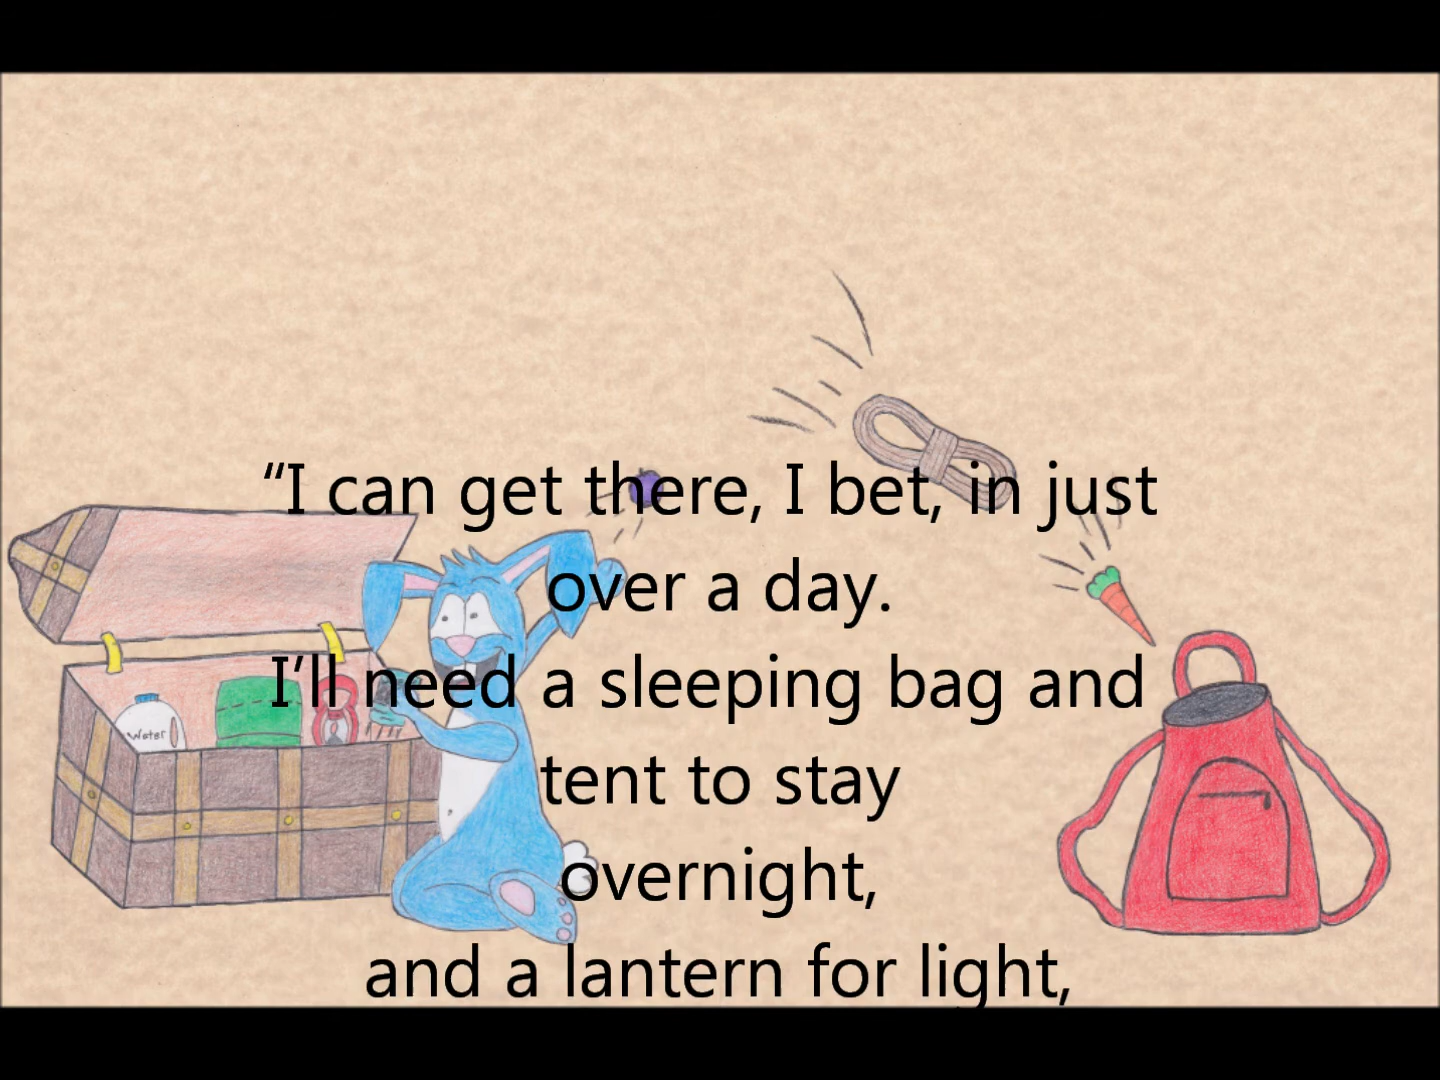 “I can get there, I bet, in just
over a day.
I’ll need a sleeping bag and
tent to stay
overnight,
and a lantern for light,
Water